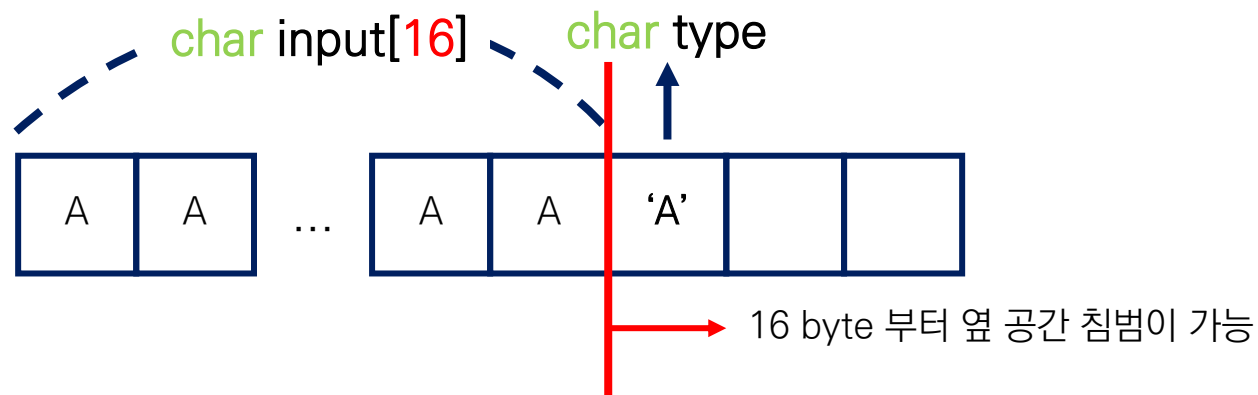 char input[16]
char type
A A ... A A ‘A’
16 byte 부터 옆 공간 침범이 가능